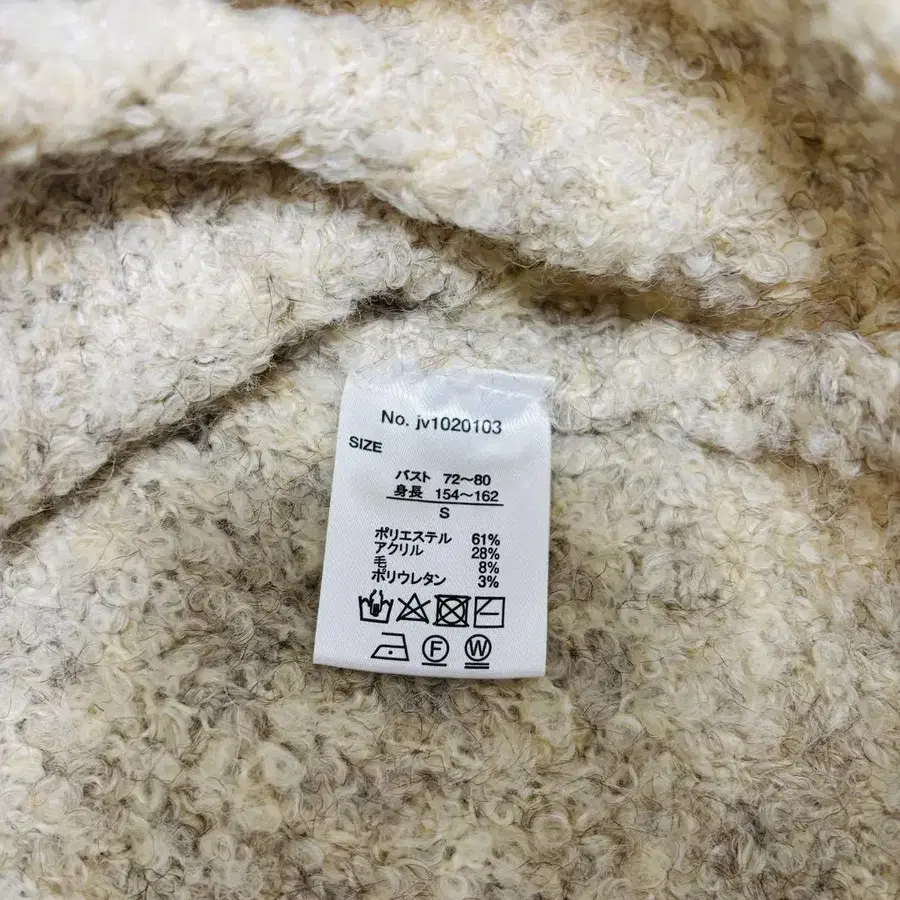 No. jv1020103
SIZE
バスト 72～80
身長 154～162
S
ポリエステル 61%
アクリル 28%
毛 8%
ポリウレタン 3%
F W